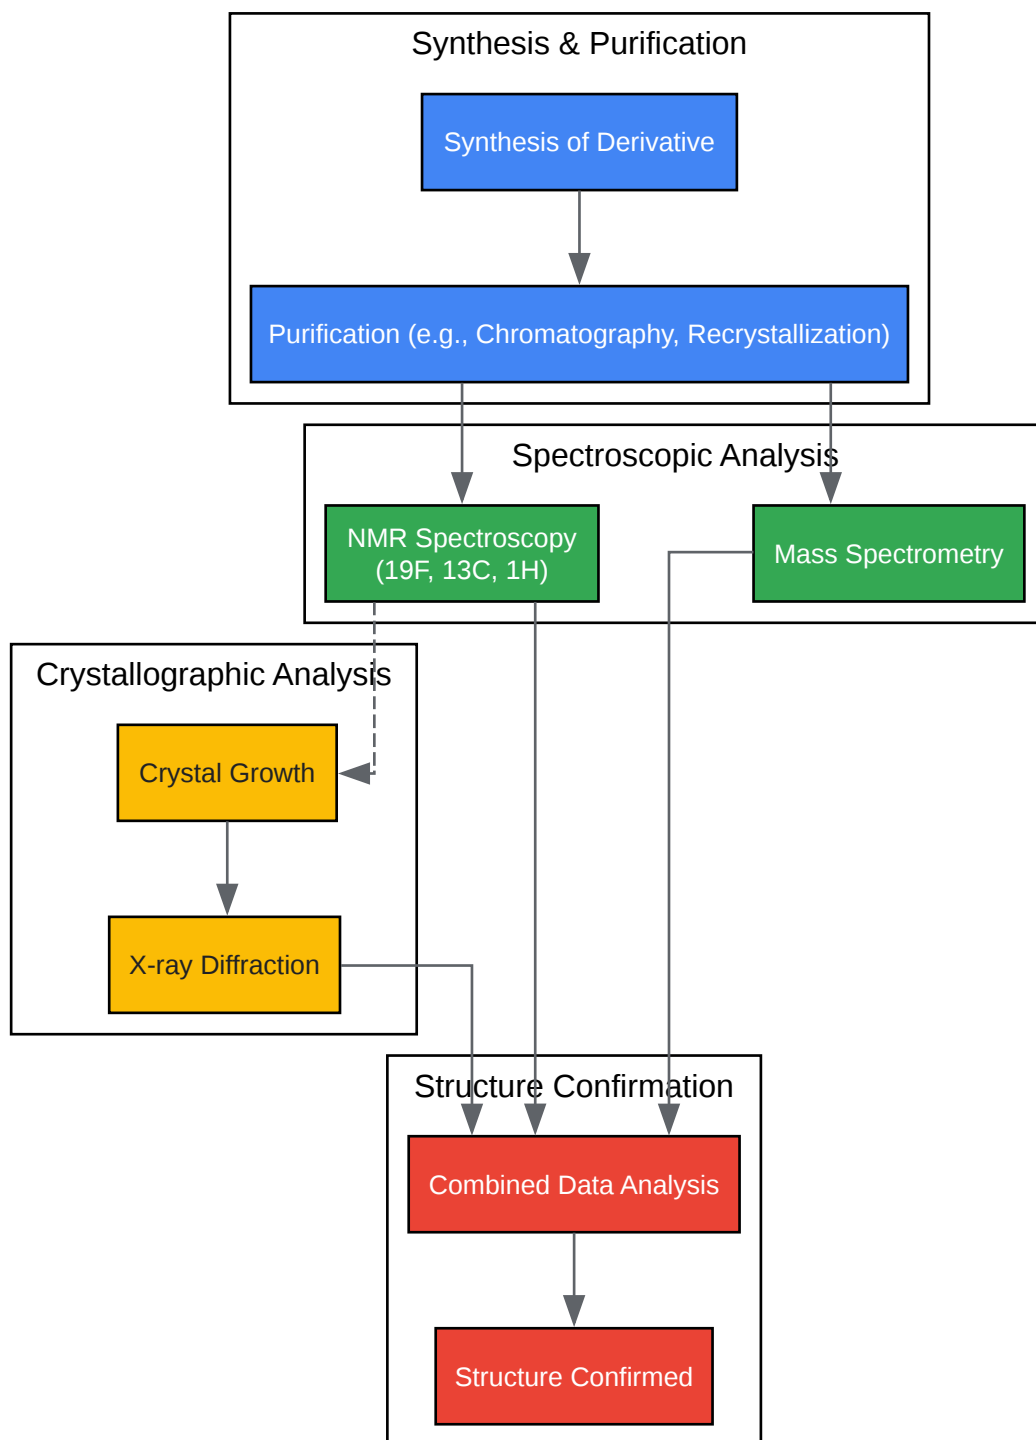 Synthesis & Purification
Synthesis of Derivative
Purification (e.g., Chromatography, Recrystallization)
Spectroscopic Analysis
NMR Spectroscopy
(19F, 13C, 1H)
Mass Spectrometry
Crystallographic Analysis
Crystal Growth
X-ray Diffraction
Structure Confirmation
Combined Data Analysis
Structure Confirmed